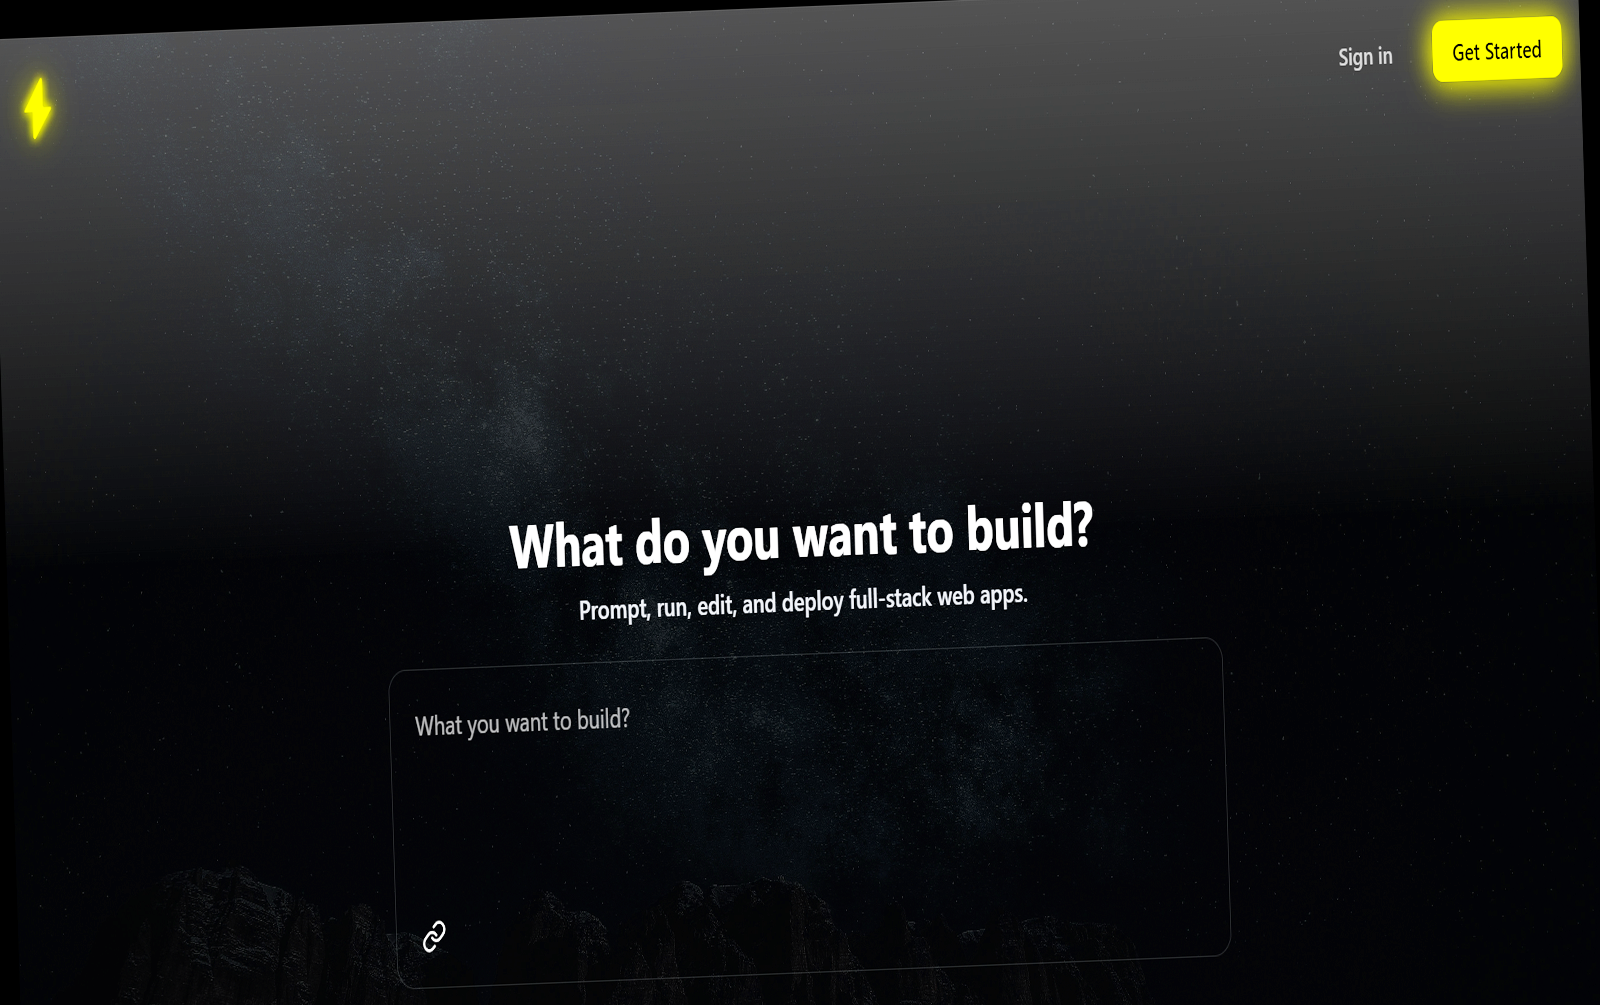 Sign in
Get Started
What do you want to build?
Prompt, run, edit, and deploy full-stack web apps.
What you want to build?